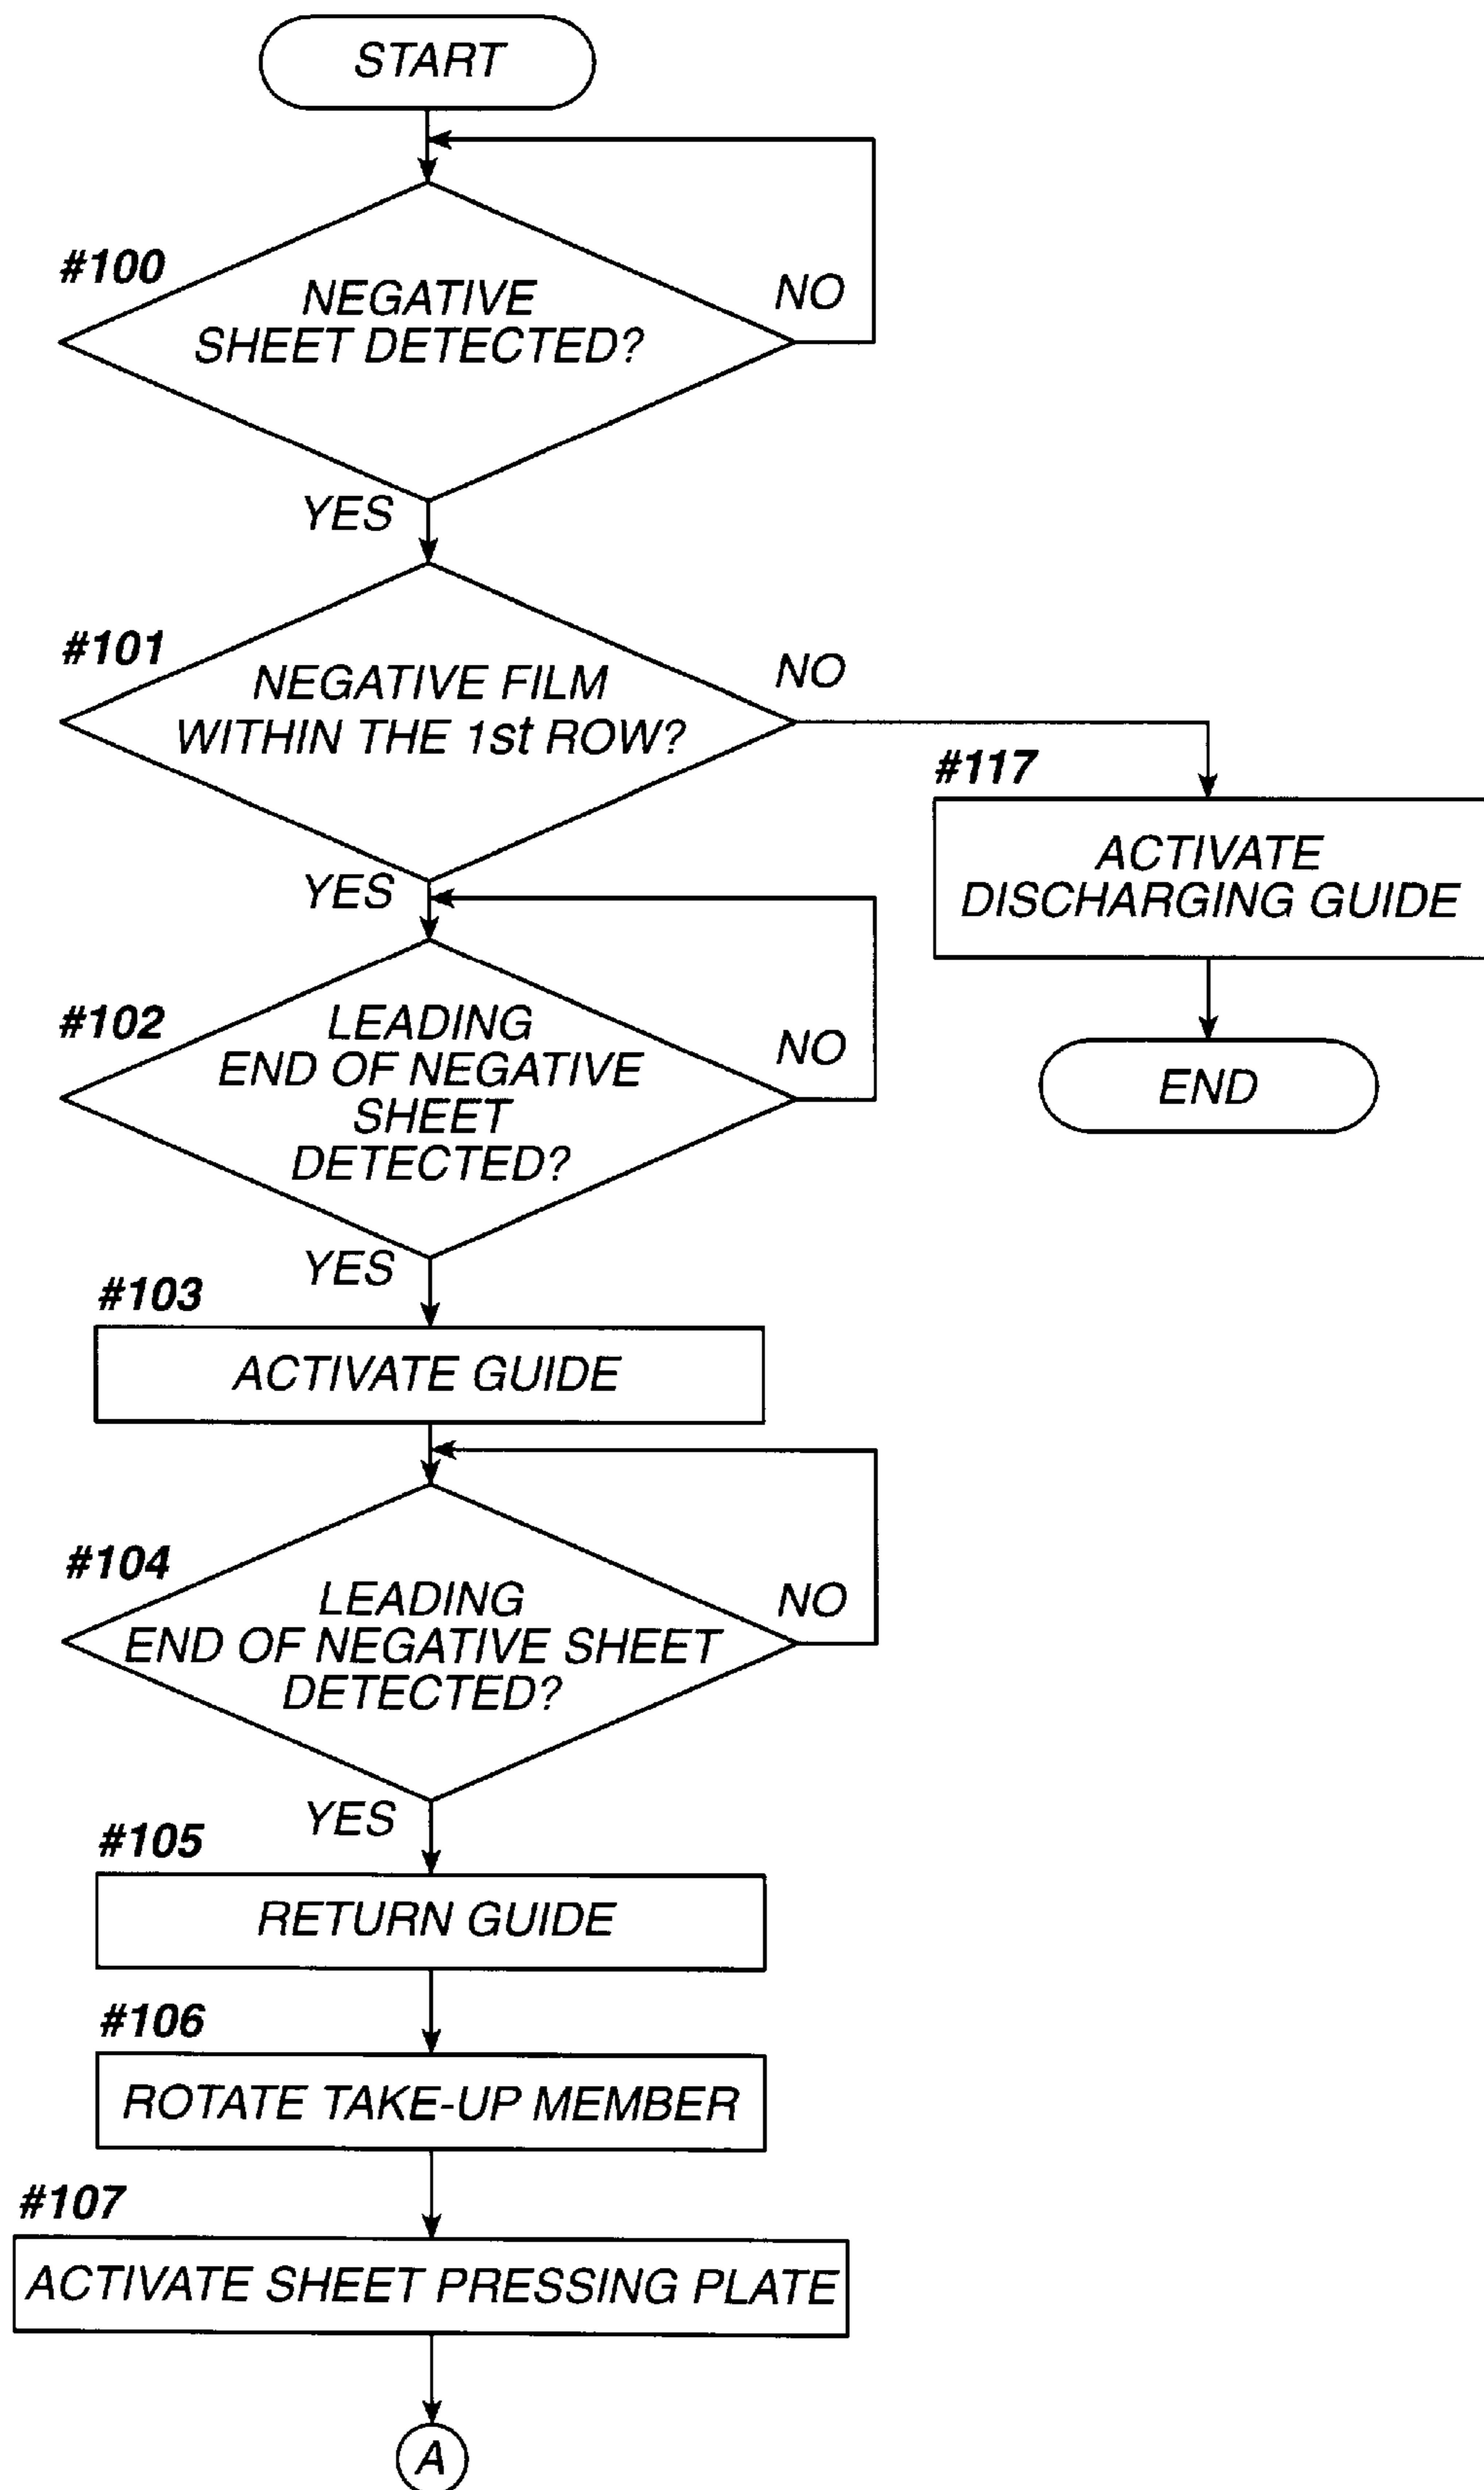 START
#100
NEGATIVE
SHEET DETECTED?
NO
YES
#101
NEGATIVE FILM
WITHIN THE 1st ROW?
NO
#117
ACTIVATE
DISCHARGING GUIDE
END
YES
#102
LEADING
END OF NEGATIVE
SHEET
DETECTED?
NO
YES
#103
ACTIVATE GUIDE
#104
LEADING
END OF NEGATIVE SHEET
DETECTED?
NO
YES
#105
RETURN GUIDE
#106
ROTATE TAKE-UP MEMBER
#107
ACTIVATE SHEET PRESSING PLATE
A